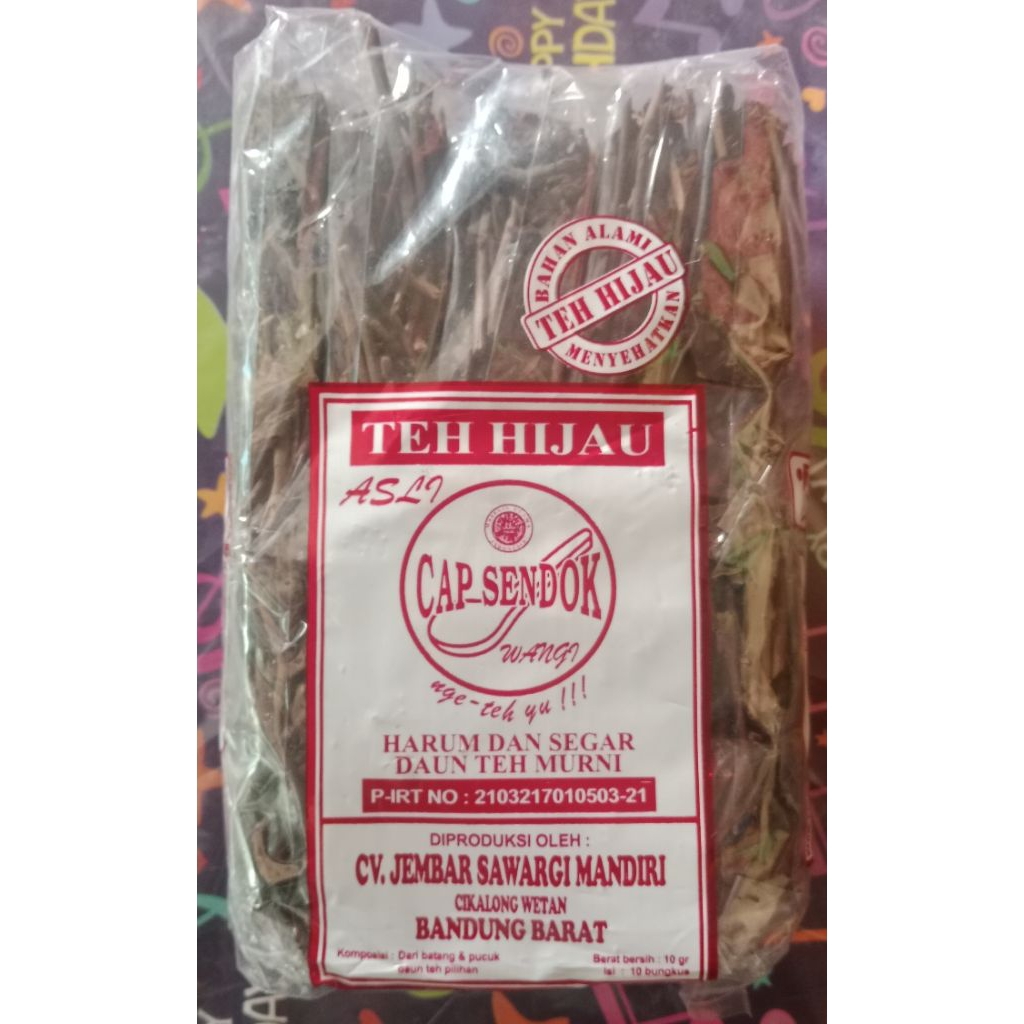 PPY
HDA
BAHAN ALAMI
TEH HIJAU
MENYEHATKAN
TEH HIJAU
ASLI
CAP SENDOK
WANGI
nge-teh yu !!!
HARUM DAN SEGAR
DAUN TEH MURNI
P-IRT NO : 2103217010503-21
DIPRODUKSI OLEH :
CV. JEMBAR SAWARGI MANDIRI
CIKALONG WETAN
BANDUNG BARAT
Komposisi : Dari batang & pucuk
daun teh pilihan
Berat bersih : 10 gr
Isi : 10 bungkus